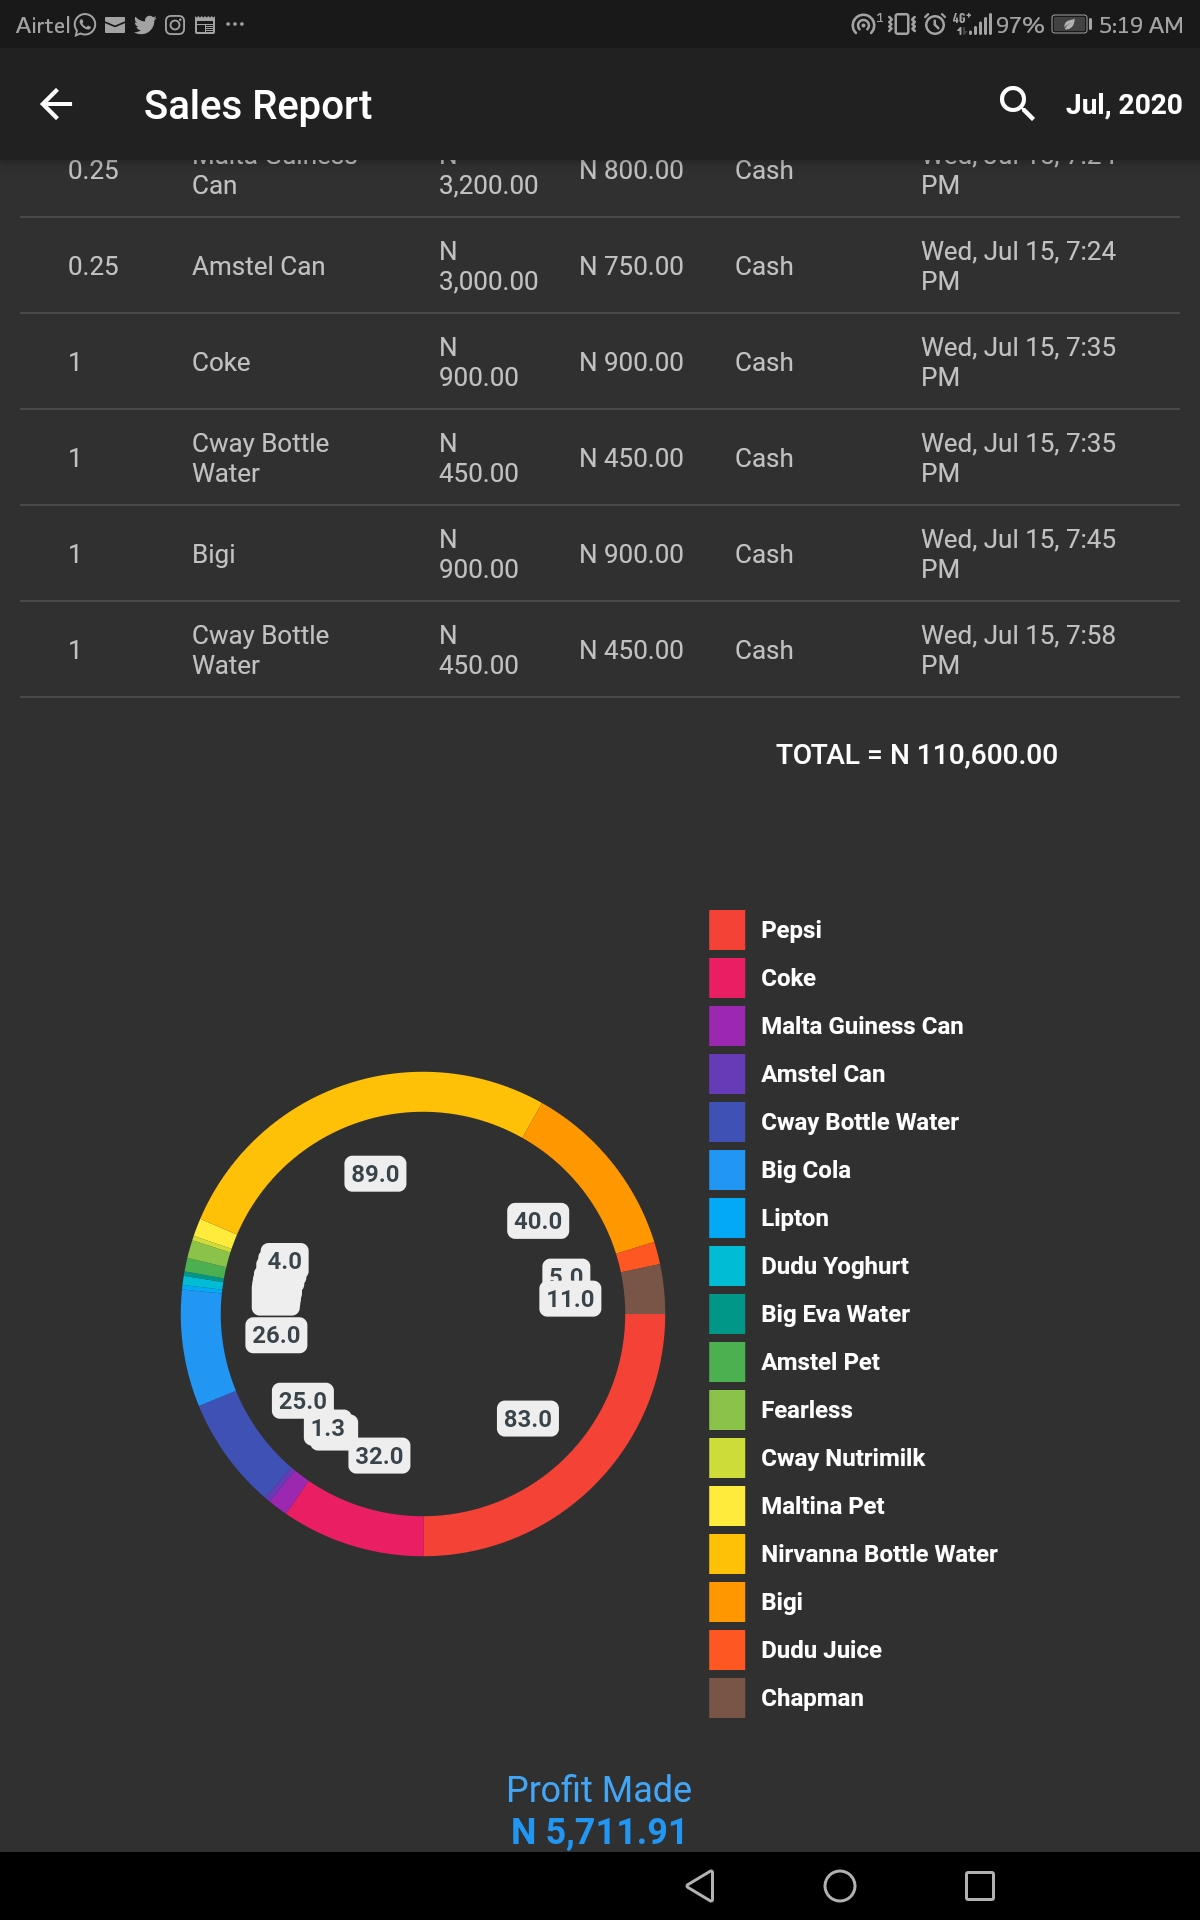 Airtel
1 4G+ 97% 5:19 AM
Sales Report
Jul, 2020
0.25 Can N 3,200.00 N 800.00 Cash PM
0.25 Amstel Can N 3,000.00 N 750.00 Cash Wed, Jul 15, 7:24 PM
1 Coke N 900.00 N 900.00 Cash Wed, Jul 15, 7:35 PM
1 Cway Bottle Water N 450.00 N 450.00 Cash Wed, Jul 15, 7:35 PM
1 Bigi N 900.00 N 900.00 Cash Wed, Jul 15, 7:45 PM
1 Cway Bottle Water N 450.00 N 450.00 Cash Wed, Jul 15, 7:58 PM
TOTAL = N 110,600.00
89.0
40.0
4.0
5.0
11.0
26.0
25.0
1.3
32.0
83.0
Pepsi
Coke
Malta Guiness Can
Amstel Can
Cway Bottle Water
Big Cola
Lipton
Dudu Yoghurt
Big Eva Water
Amstel Pet
Fearless
Cway Nutrimilk
Maltina Pet
Nirvanna Bottle Water
Bigi
Dudu Juice
Chapman
Profit Made
N 5,711.91